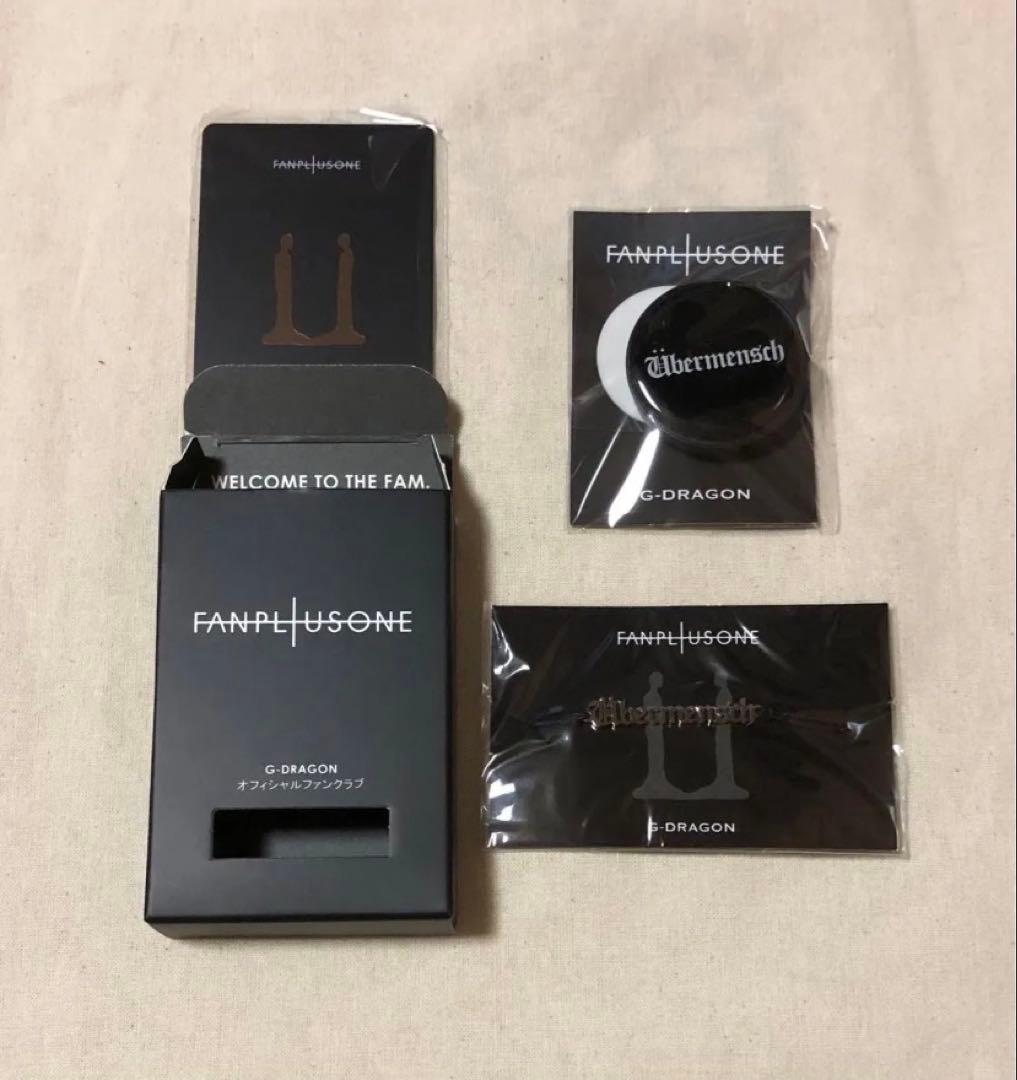 FANPLUSONE
WELCOME TO THE FAM.
FANPLUSONE
G-DRAGON
オフィシャルファンクラブ
FANPLUSONE
Übermensch
G-DRAGON
FANPLUSONE
Übermensch
G-DRAGON